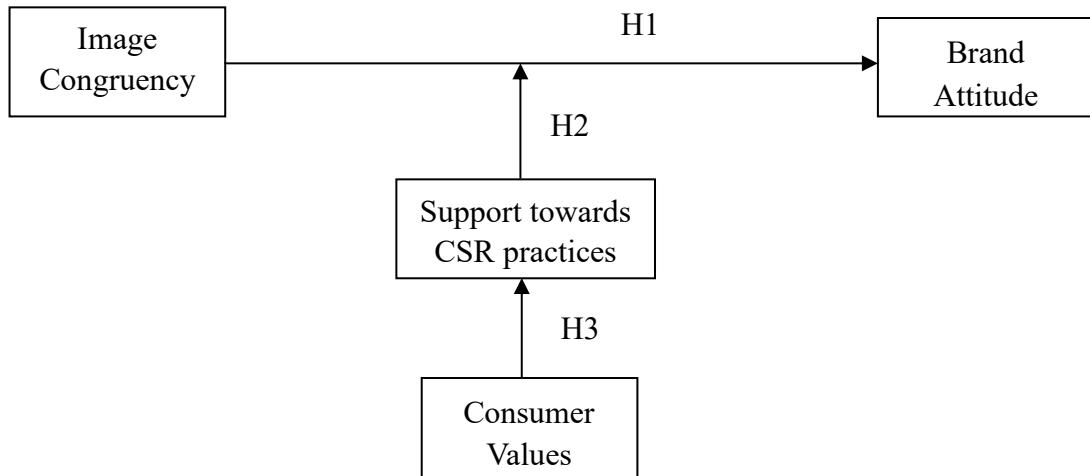 Image
Congruency
H1
Brand
Attitude
H2
Support towards
CSR practices
H3
Consumer
Values